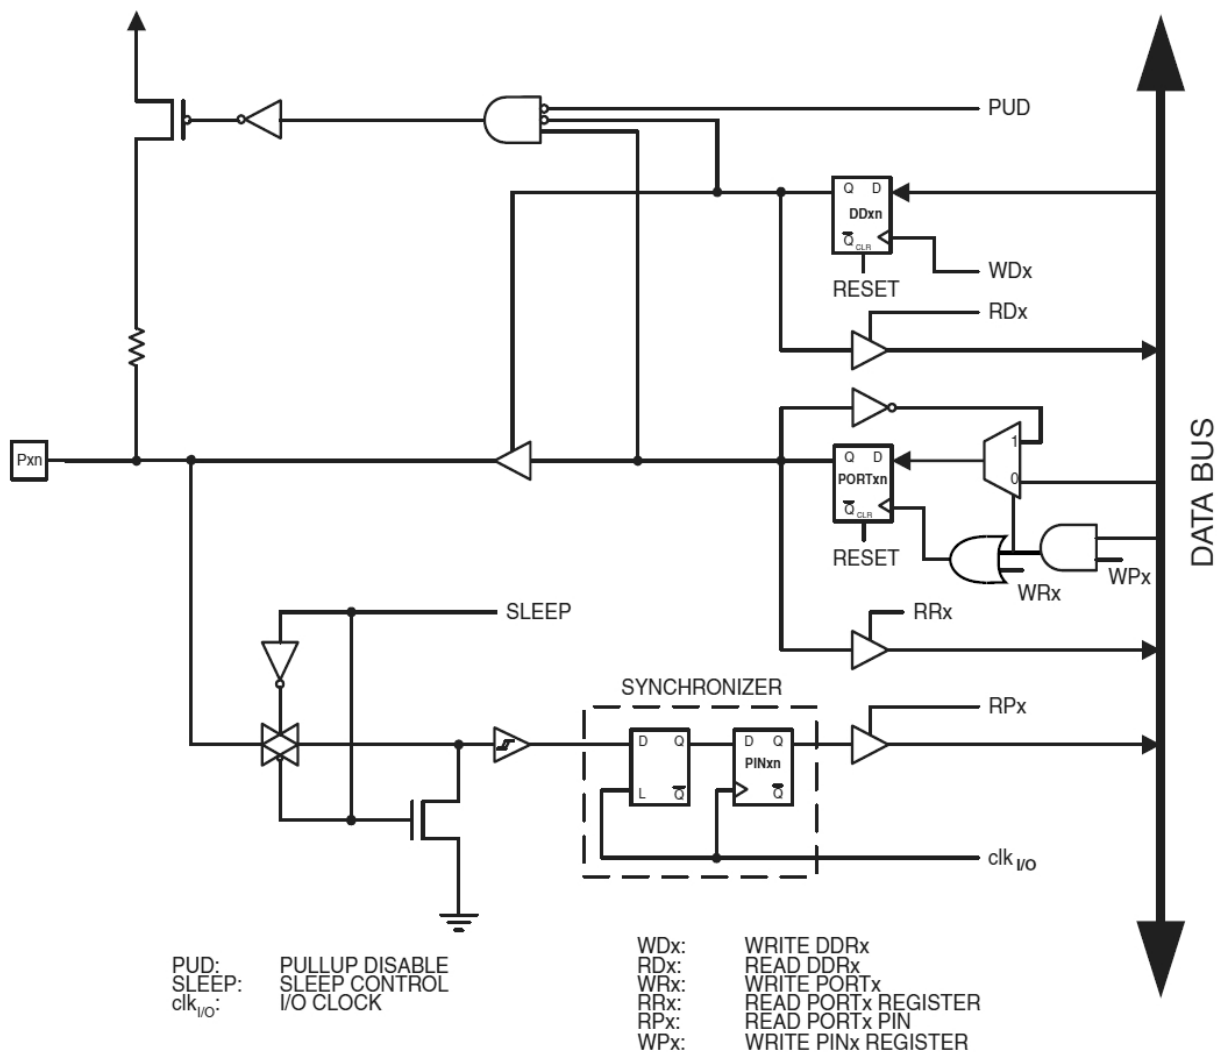 PUD
Q D
DDxn
Q CLR
WDx
RESET
RDx
Pxn
1
Q D
PORTxn
0
Q CLR
RESET
WRx
WPx
DATA BUS
SLEEP
RRx
SYNCHRONIZER
RPx
D Q
L Q
D Q
PINxn
Q
clk I/O
PUD: PULLUP DISABLE
SLEEP: SLEEP CONTROL
clkI/O: I/O CLOCK
WDx: WRITE DDRx
RDx: READ DDRx
WRx: WRITE PORTx
RRx: READ PORTx REGISTER
RPx: READ PORTx PIN
WPx: WRITE PINx REGISTER